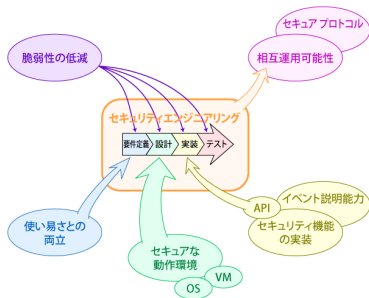 セキュア プロトコル
相互運用可能性
脆弱性の低減
セキュリティエンジニアリング
要件定義
設計
実装
テスト
使い易さとの
両立
セキュアな
動作環境
OS
VM
API
イベント説明能力
セキュリティ機能
の実装